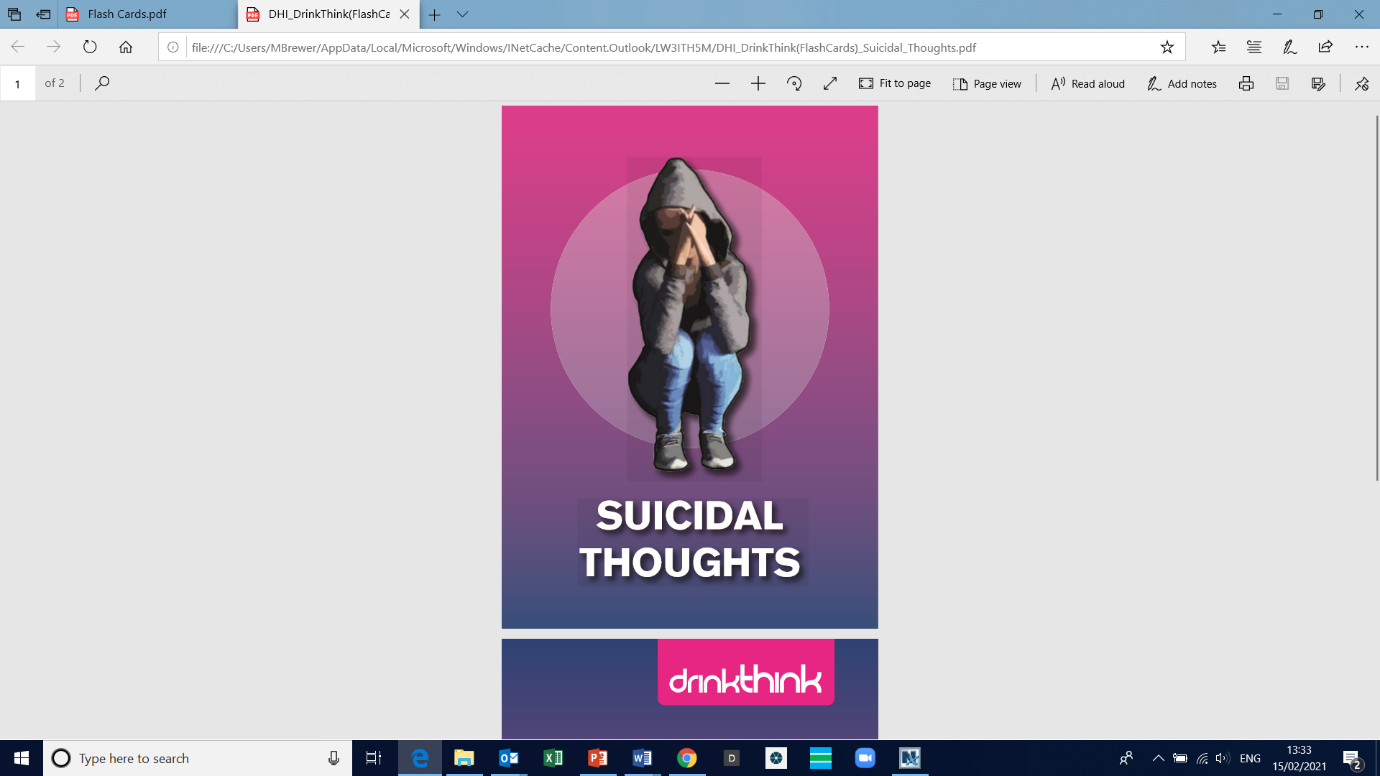 Flash Cards.pdf
DHI_DrinkThink(FlashCa
file:///C:/Users/MBrewer/AppData/Local/Microsoft/Windows/INetCache/Content.Outlook/LW3ITH5M/DHI_DrinkThink(FlashCards)_Suicidal_Thoughts.pdf
1 of 2 Fit to page Page view Read aloud Add notes
SUICIDAL
THOUGHTS
drinkthink
Type here to search
ENG
13:33
15/02/2021
2